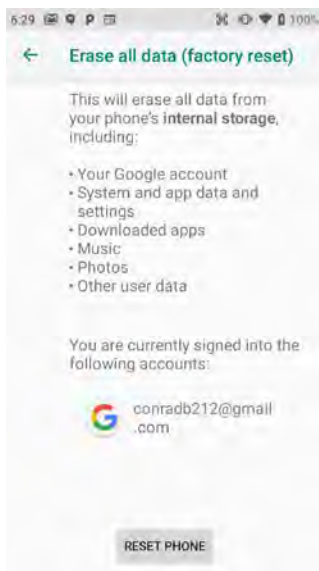 6:29 P 100%
Erase all data (factory reset)
This will erase all data from
your phone's internal storage,
including:
• Your Google account
• System and app data and
settings
• Downloaded apps
• Music
• Photos
• Other user data
You are currently signed into the
following accounts:
G conradb212@gmail
.com
RESET PHONE